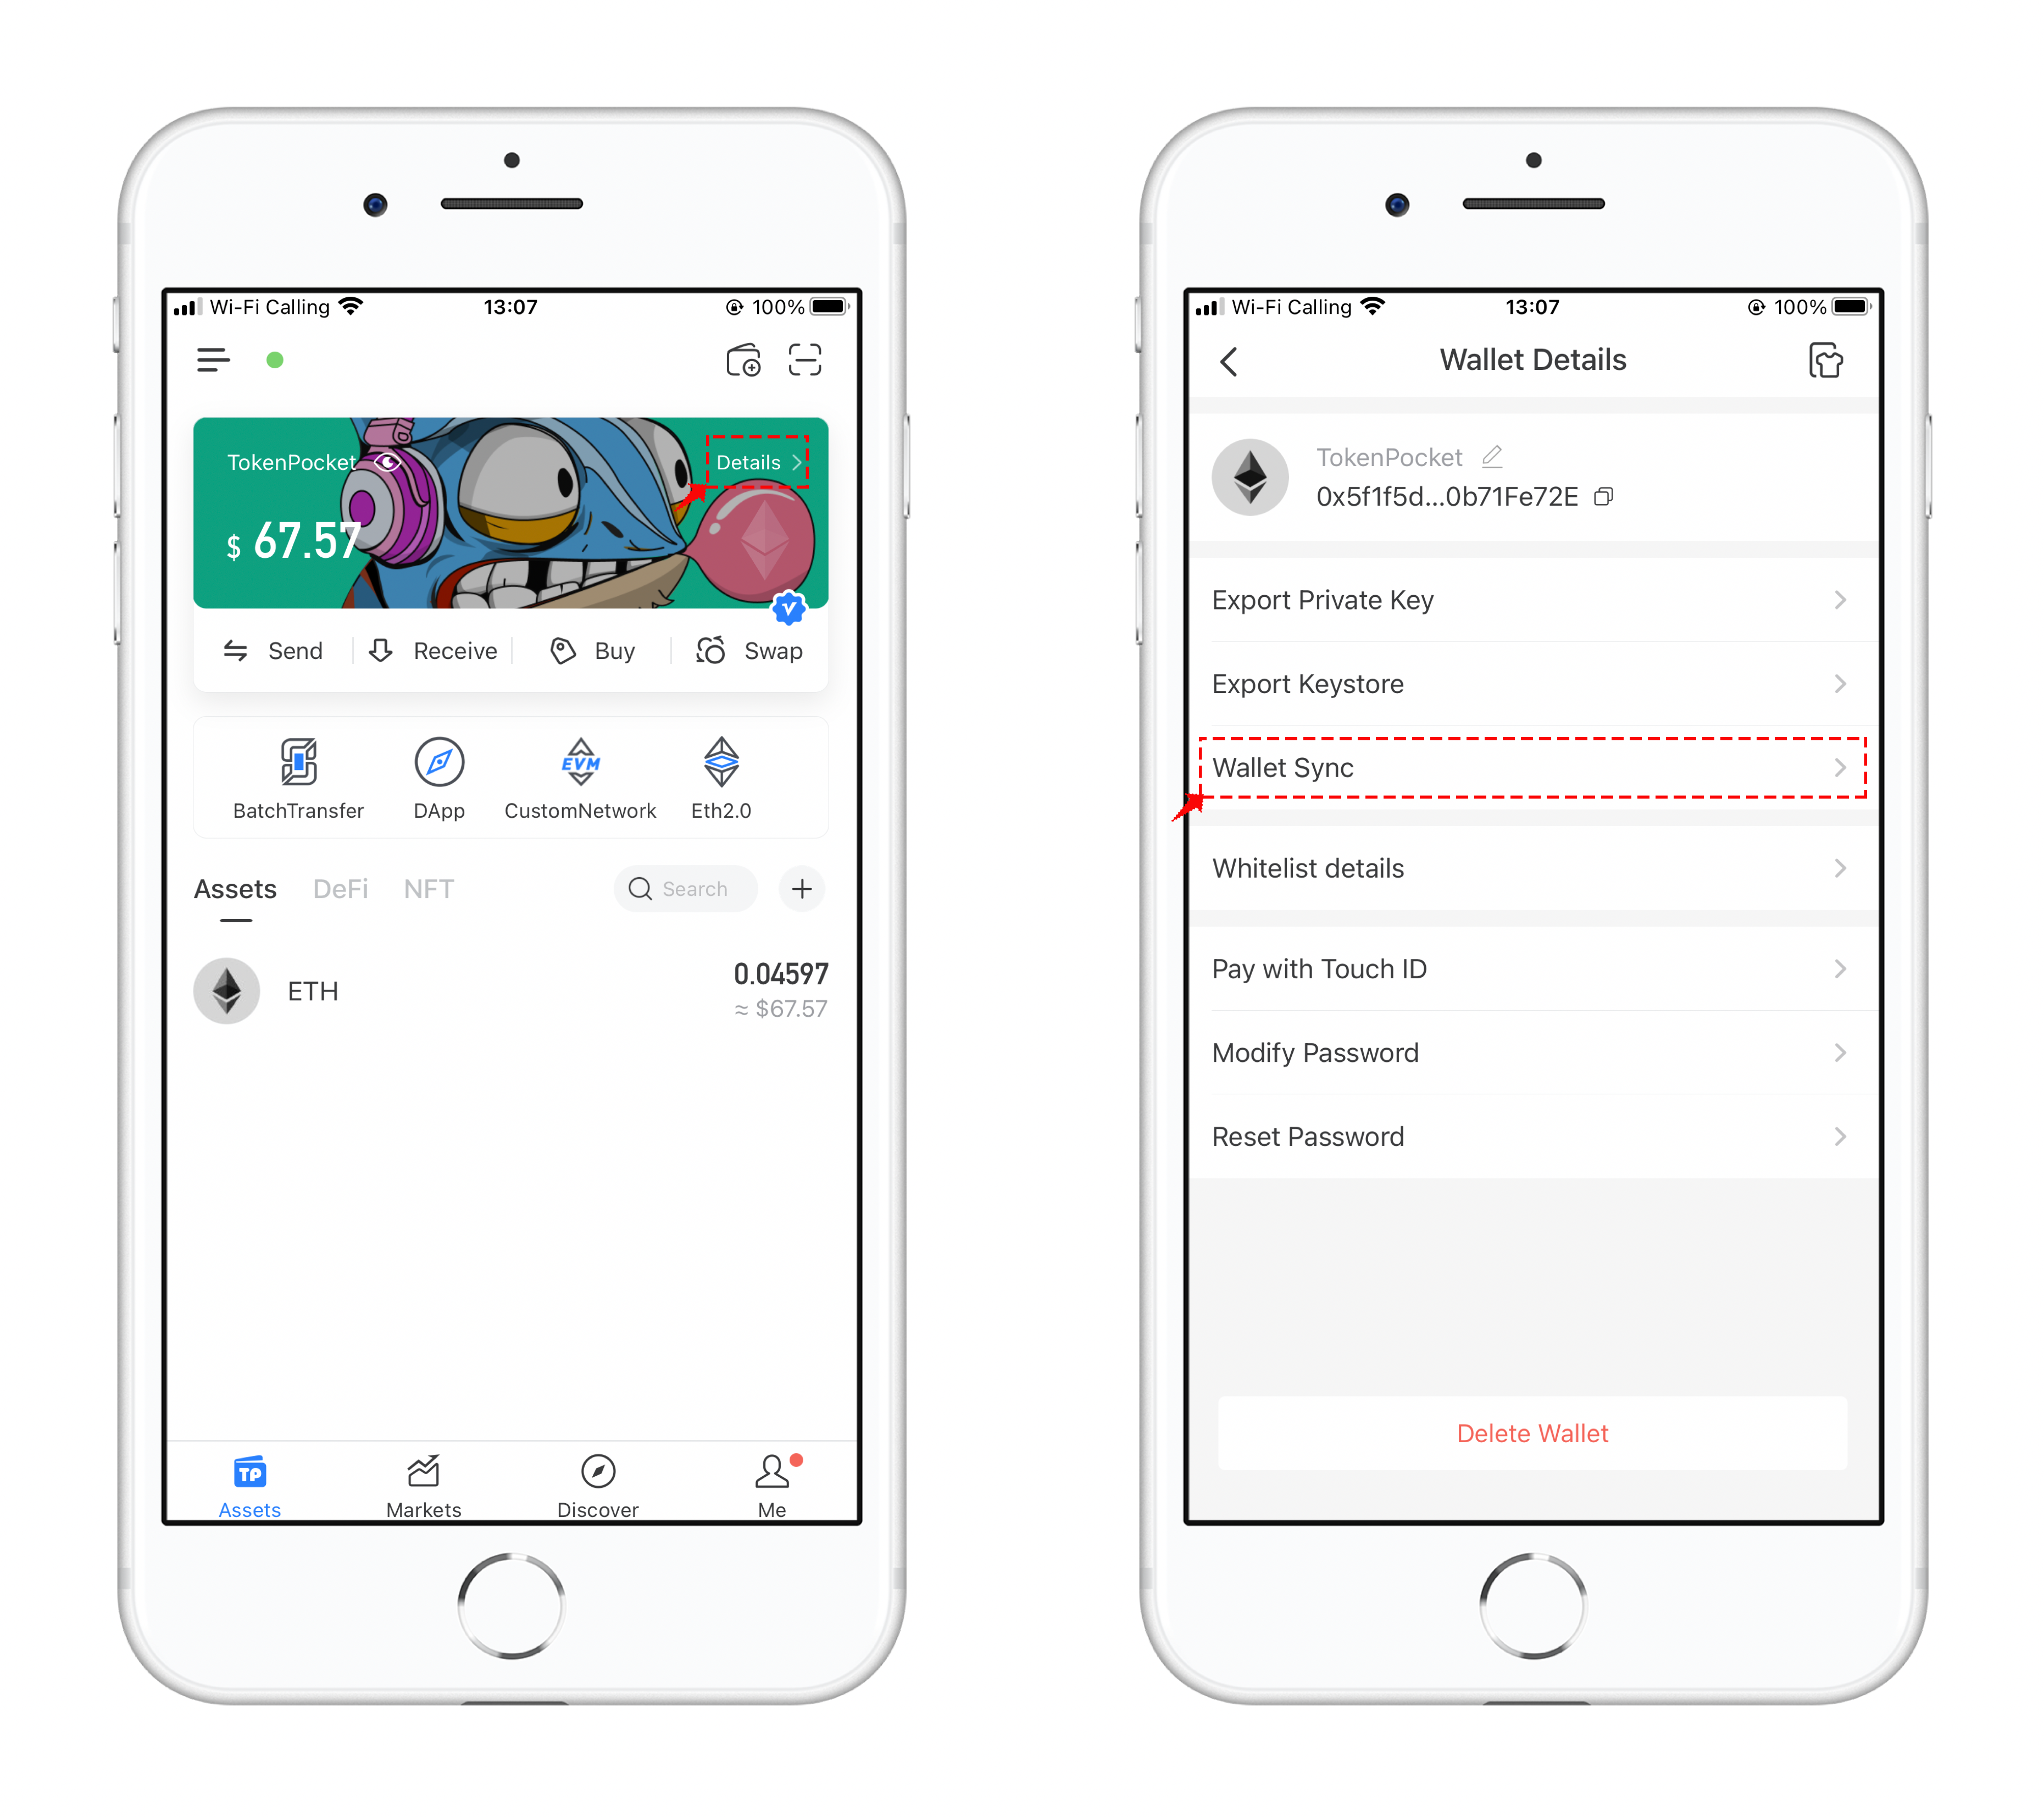 Wi-Fi Calling 13:07 100%
TokenPocket Details
$ 67.57
Send Receive Buy Swap
EVM
BatchTransfer DApp CustomNetwork Eth2.0
Assets DeFi NFT Search
ETH 0.04597
≈ $67.57
TP
Assets Markets Discover Me
Wi-Fi Calling 13:07 100%
Wallet Details
TokenPocket
0x5f1f5d...0b71Fe72E
Export Private Key
Export Keystore
Wallet Sync
Whitelist details
Pay with Touch ID
Modify Password
Reset Password
Delete Wallet